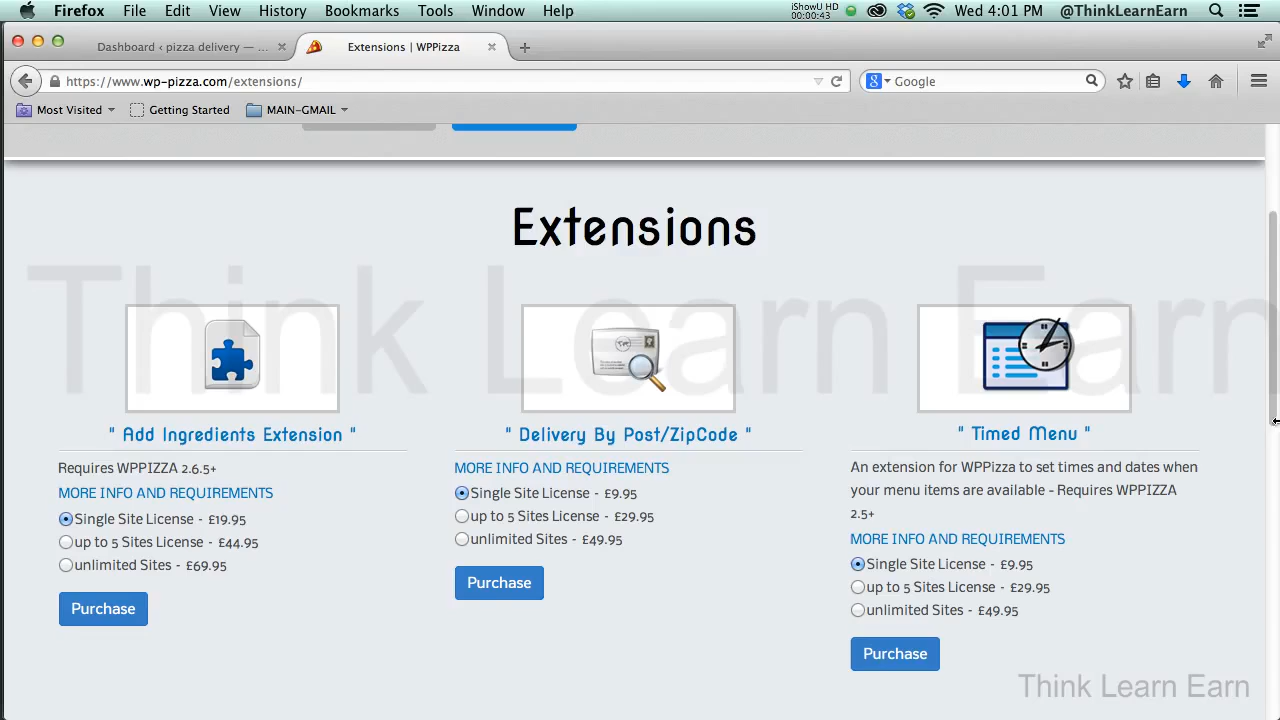 Firefox File Edit View History Bookmarks Tools Window Help iShowU HD 00:00:43 Wed 4:01 PM @ThinkLearnEarn
Dashboard ‹ pizza delivery — ...
Extensions | WPPizza
https://www.wp-pizza.com/extensions/
Google
Most Visited
Getting Started
MAIN-GMAIL
Extensions
Think Learn Earn
" Add Ingredients Extension "
Requires WPPIZZA 2.6.5+
MORE INFO AND REQUIREMENTS
Single Site License - £19.95
up to 5 Sites License - £44.95
unlimited Sites - £69.95
Purchase
" Delivery By Post/ZipCode "
MORE INFO AND REQUIREMENTS
Single Site License - £9.95
up to 5 Sites License - £29.95
unlimited Sites - £49.95
Purchase
" Timed Menu "
An extension for WPPizza to set times and dates when
your menu items are available - Requires WPPIZZA
2.5+
MORE INFO AND REQUIREMENTS
Single Site License - £9.95
up to 5 Sites License - £29.95
unlimited Sites - £49.95
Purchase
Think Learn Earn